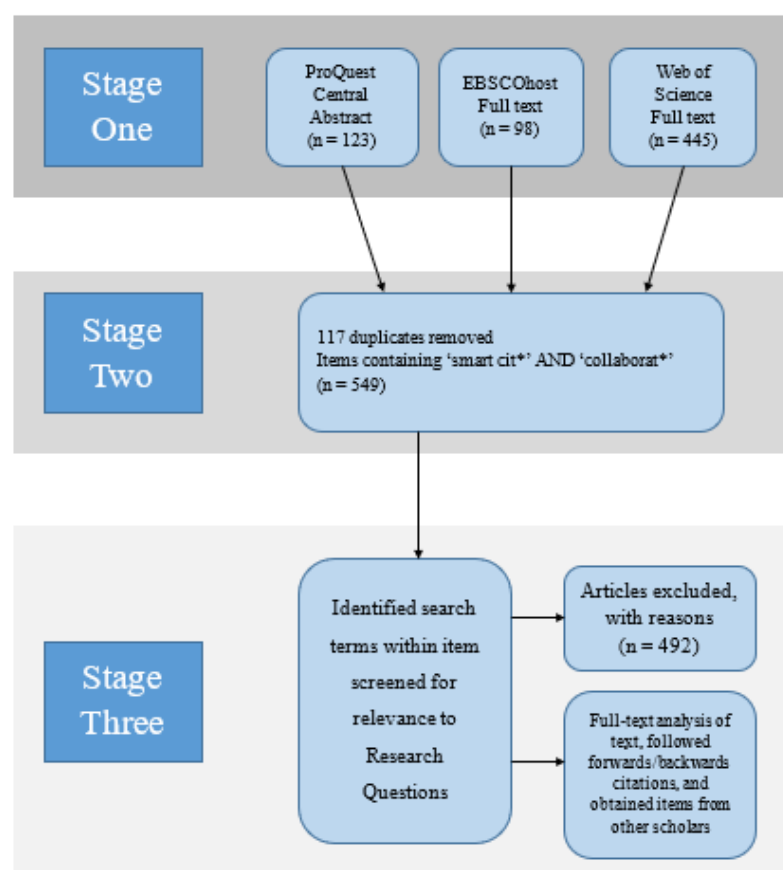 Stage
One
ProQuest
Central
Abstract
(n = 123)
EBSCOhost
Full text
(n = 98)
Web of
Science
Full text
(n = 445)
Stage
Two
117 duplicates removed
Items containing ‘smart cit*’ AND ‘collaborat*’
(n = 549)
Stage
Three
Identified search
terms within item
screened for
relevance to
Research
Questions
Articles excluded,
with reasons
(n = 492)
Full-text analysis of
text, followed
forwards/backwards
citations, and
obtained items from
other scholars